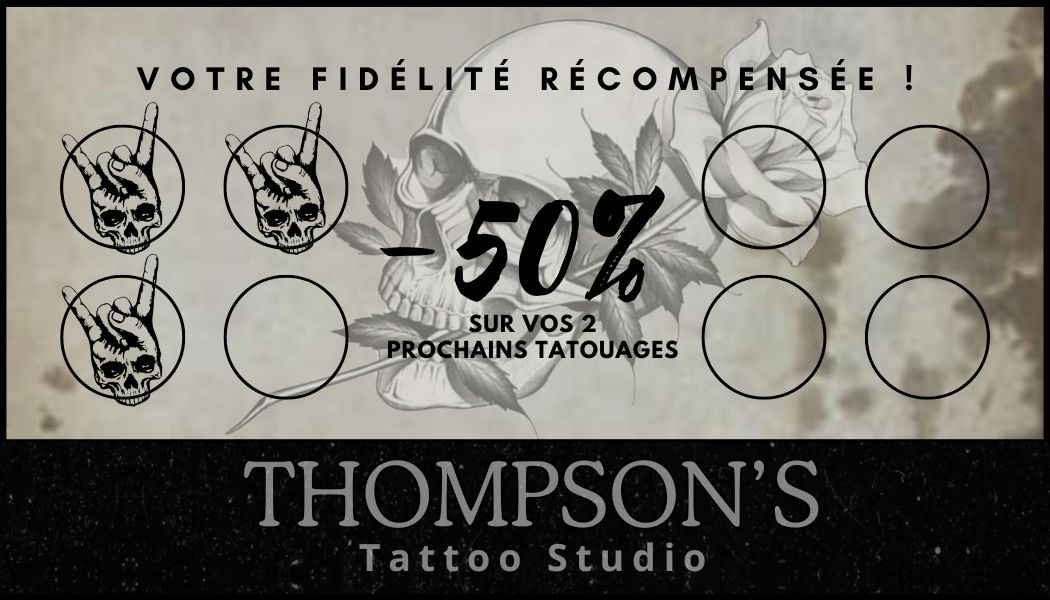 VOTRE FIDÉLITÉ RÉCOMPENSÉE !
-50%
SUR VOS 2
PROCHAINS TATOUAGES
THOMPSON'S
Tattoo Studio